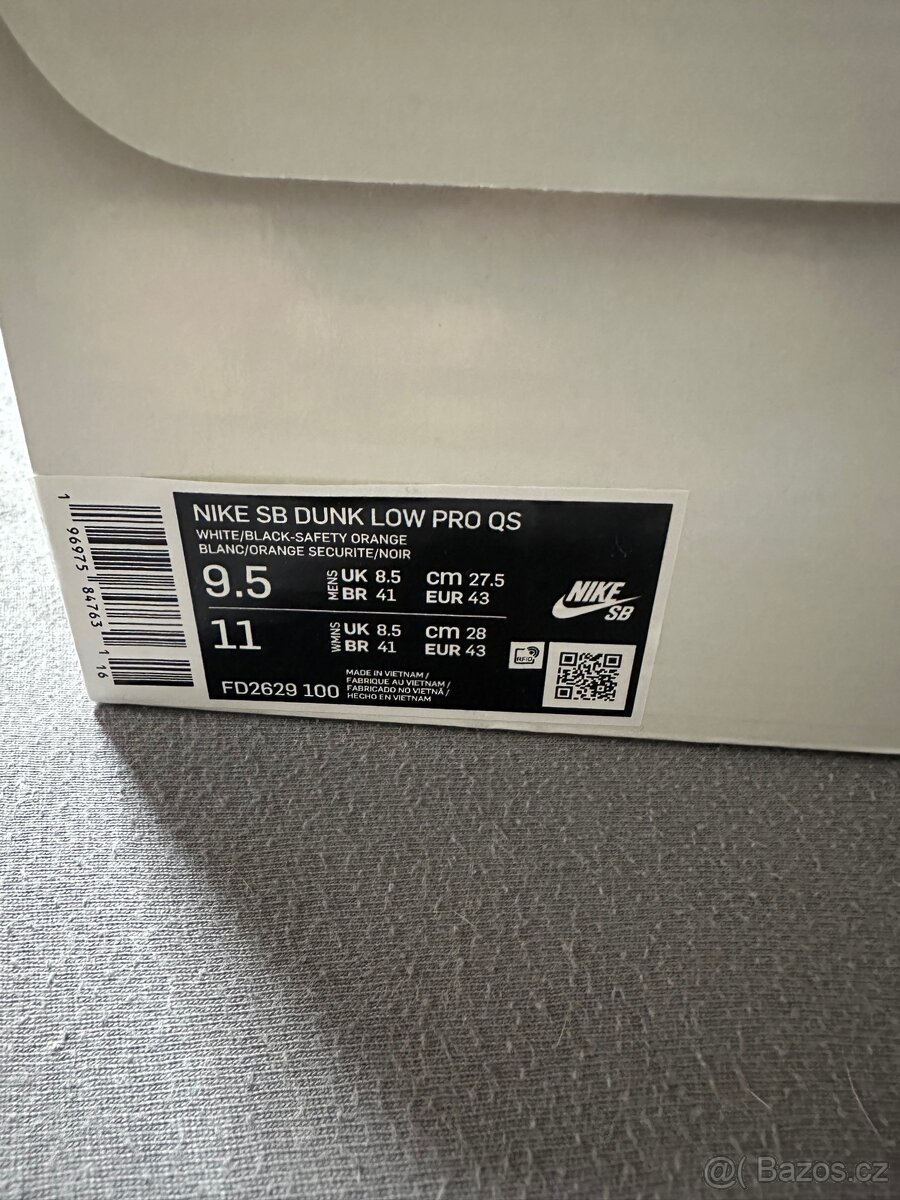 NIKE SB DUNK LOW PRO QS
WHITE/BLACK-SAFETY ORANGE
BLANC/ORANGE SECURITE/NOIR
9.5 MENS UK 8.5 cm 27.5
BR 41 EUR 43
11 WMNS UK 8.5 cm 28
BR 41 EUR 43
NIKE
SB
RFID
FD2629 100
MADE IN VIETNAM /
FABRIQUE AU VIETNAM /
FABRICADO NO VIETNÃ /
HECHO EN VIETNAM
1 96975 84763 1 16
@( Bazos.cz